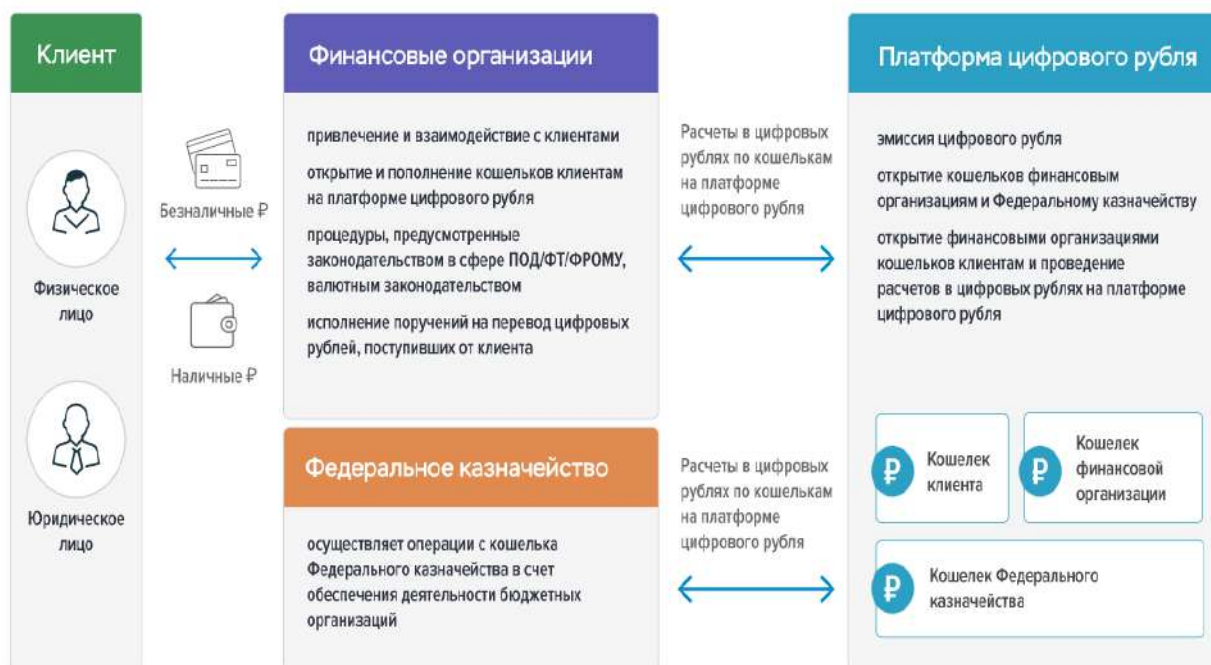 Клиент
Физическое
лицо
Юридическое
лицо
Безналичные ₽
Наличные ₽
Финансовые организации
привлечение и взаимодействие с клиентами
открытие и пополнение кошельков клиентам
на платформе цифрового рубля
процедуры, предусмотренные
законодательством в сфере ПОД/ФТ/ФРОМУ,
валютным законодательством
исполнение поручений на перевод цифровых
рублей, поступивших от клиента
Федеральное казначейство
осуществляет операции с кошелька
Федерального казначейства в счет
обеспечения деятельности бюджетных
организаций
Расчеты в цифровых
рублях по кошелькам
на платформе
цифрового рубля
Расчеты в цифровых
рублях по кошелькам
на платформе
цифрового рубля
Платформа цифрового рубля
эмиссия цифрового рубля
открытие кошельков финансовым
организациям и Федеральному казначейству
открытие финансовыми организациями
кошельков клиентам и проведение
расчетов в цифровых рублях на платформе
цифрового рубля
₽
Кошелек
клиента
₽
Кошелек
финансовой
организации
₽
Кошелек Федерального
казначейства